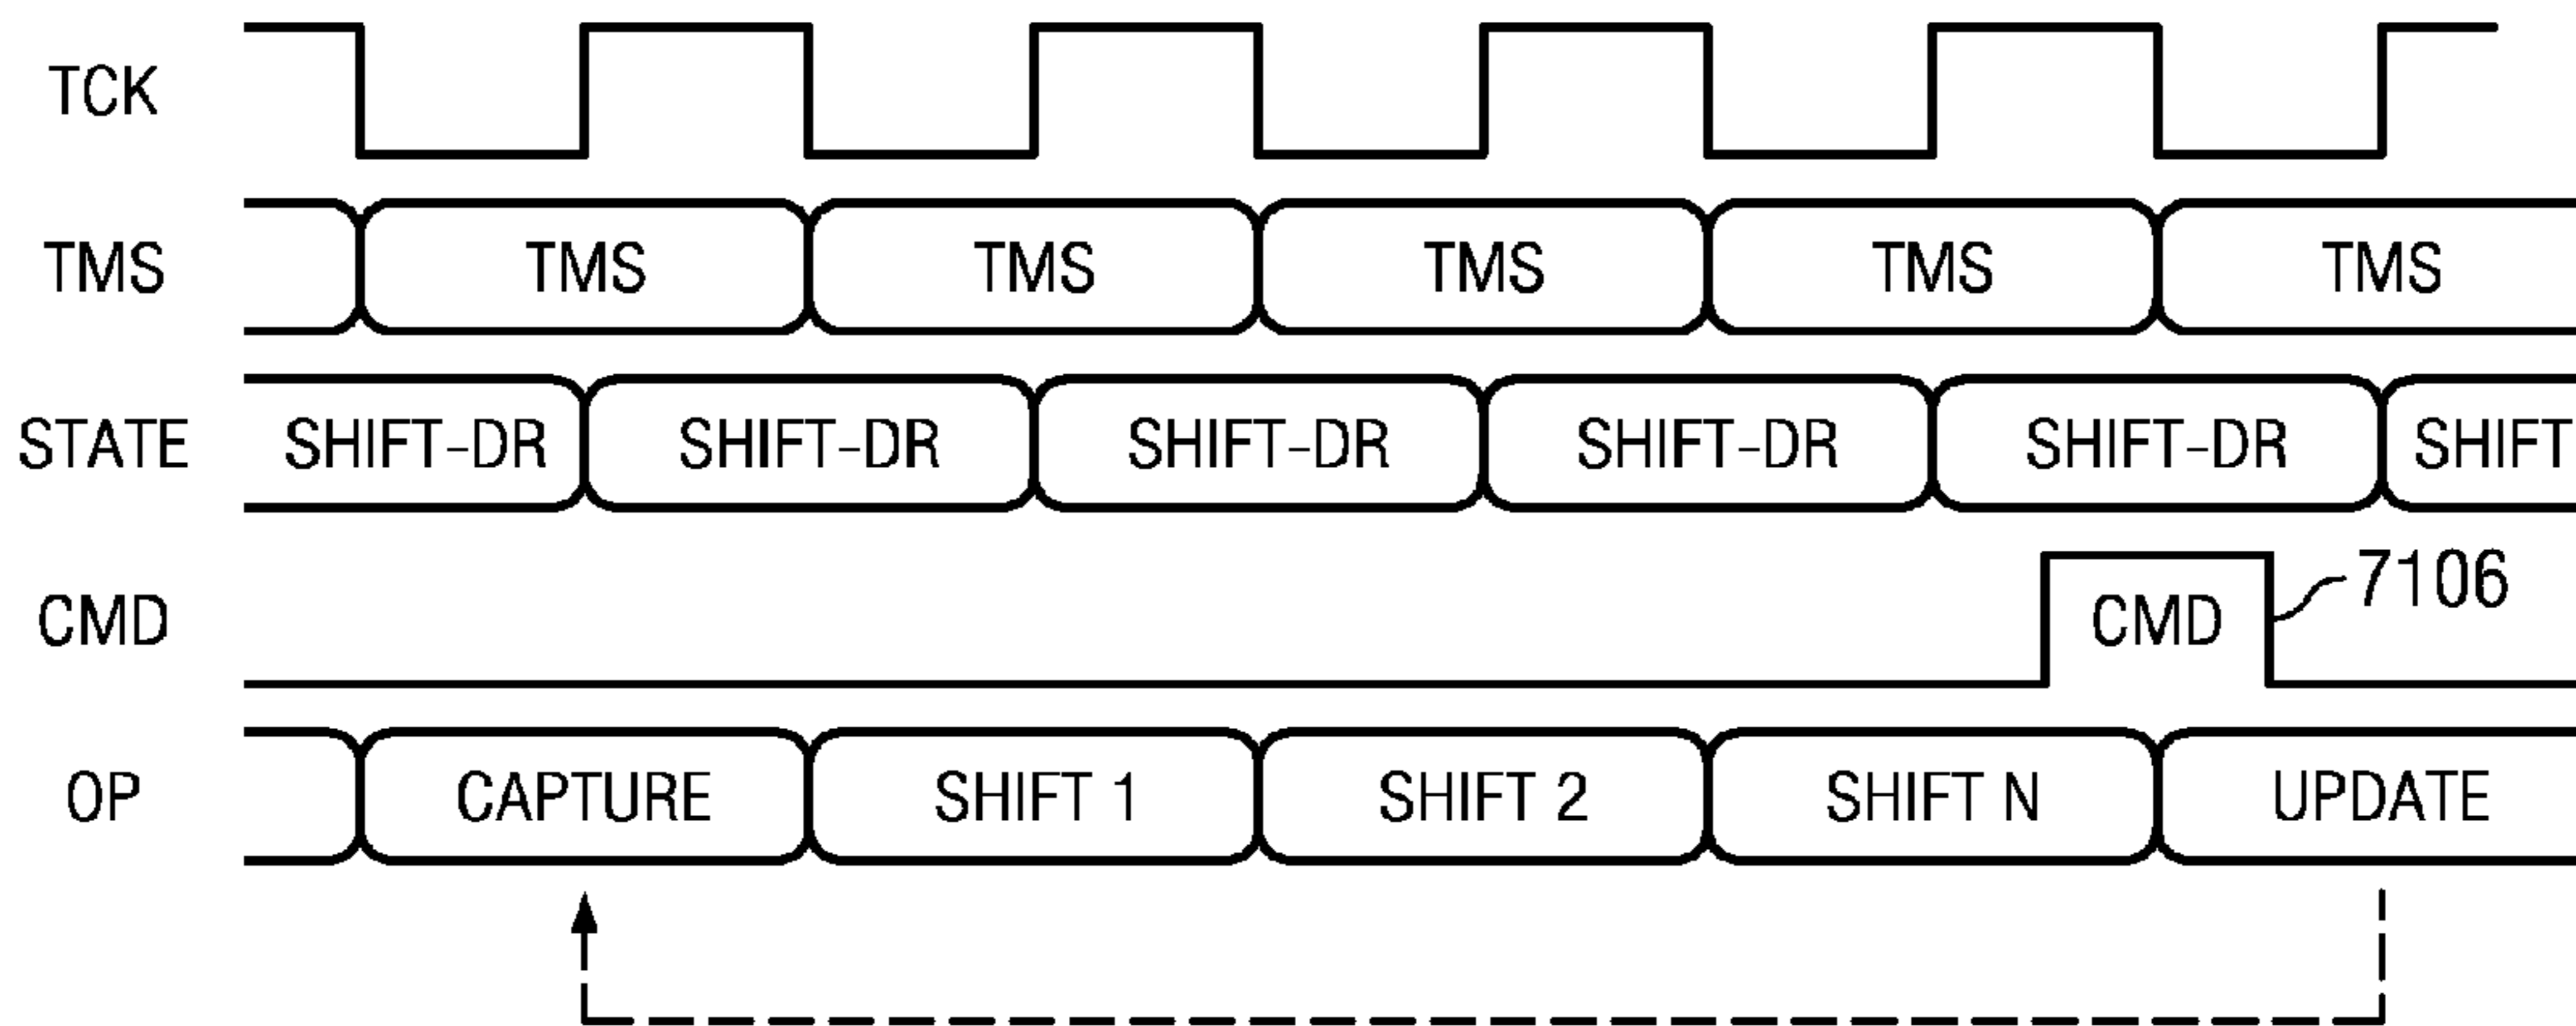 TCK
TMS TMS TMS TMS TMS TMS
STATE SHIFT-DR SHIFT-DR SHIFT-DR SHIFT-DR SHIFT-DR SHIFT
CMD CMD 7106
OP CAPTURE SHIFT 1 SHIFT 2 SHIFT N UPDATE